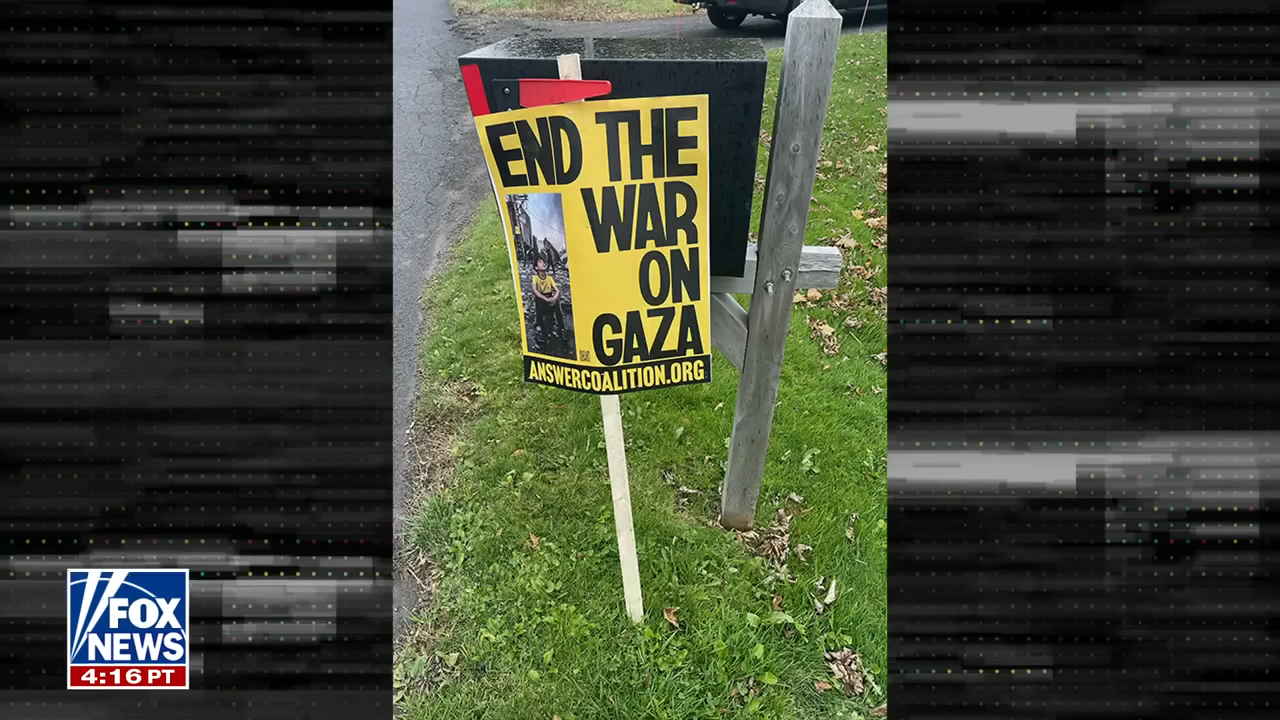 END THE
WAR
ON
GAZA
ANSWERCOALITION.ORG
FOX
NEWS
4:16 PT